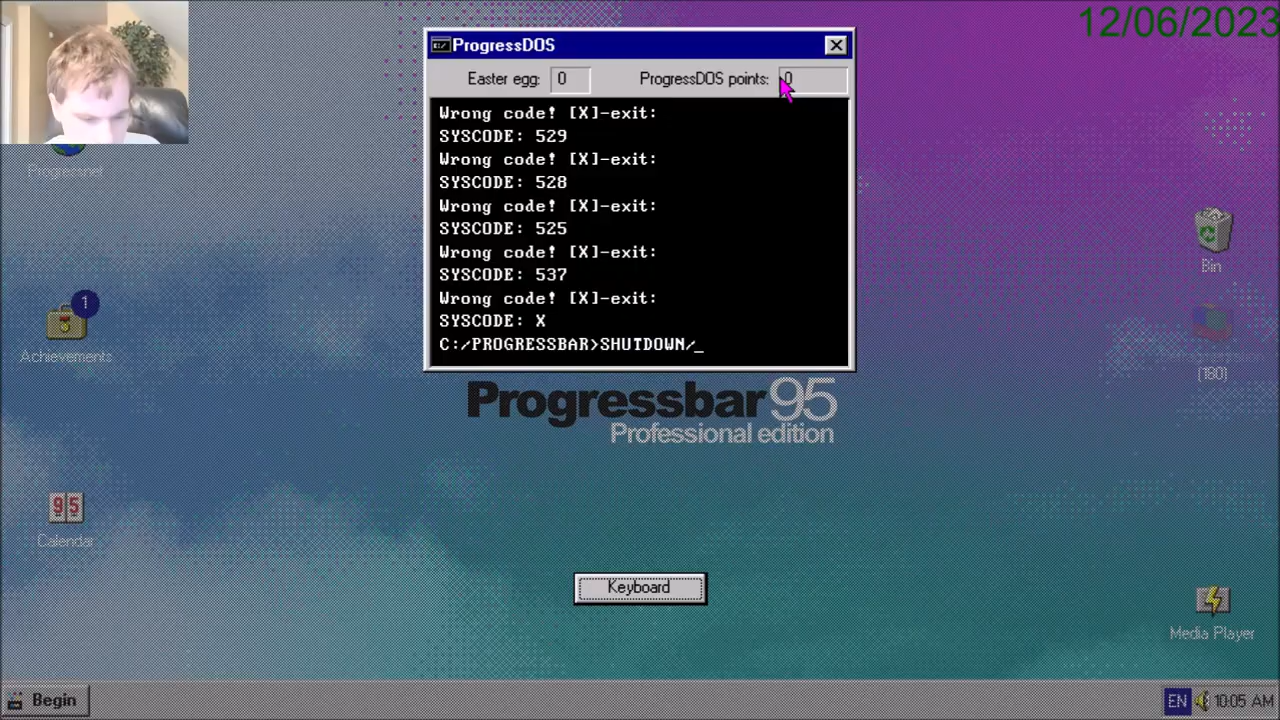 12/06/2023
ProgressDOS
Easter egg: 0 ProgressDOS points: 0
Wrong code! [X]-exit:
SYSCODE: 529
Wrong code! [X]-exit:
SYSCODE: 528
Wrong code! [X]-exit:
SYSCODE: 525
Wrong code! [X]-exit:
SYSCODE: 537
Wrong code! [X]-exit:
SYSCODE: X
C:/PROGRESSBAR>SHUTDOWN/_
Progressnet
Bin
1
Achievements
(180)
Progressbar95
Professional edition
95
Calendar
Keyboard
Media Player
Begin
EN 10:05 AM